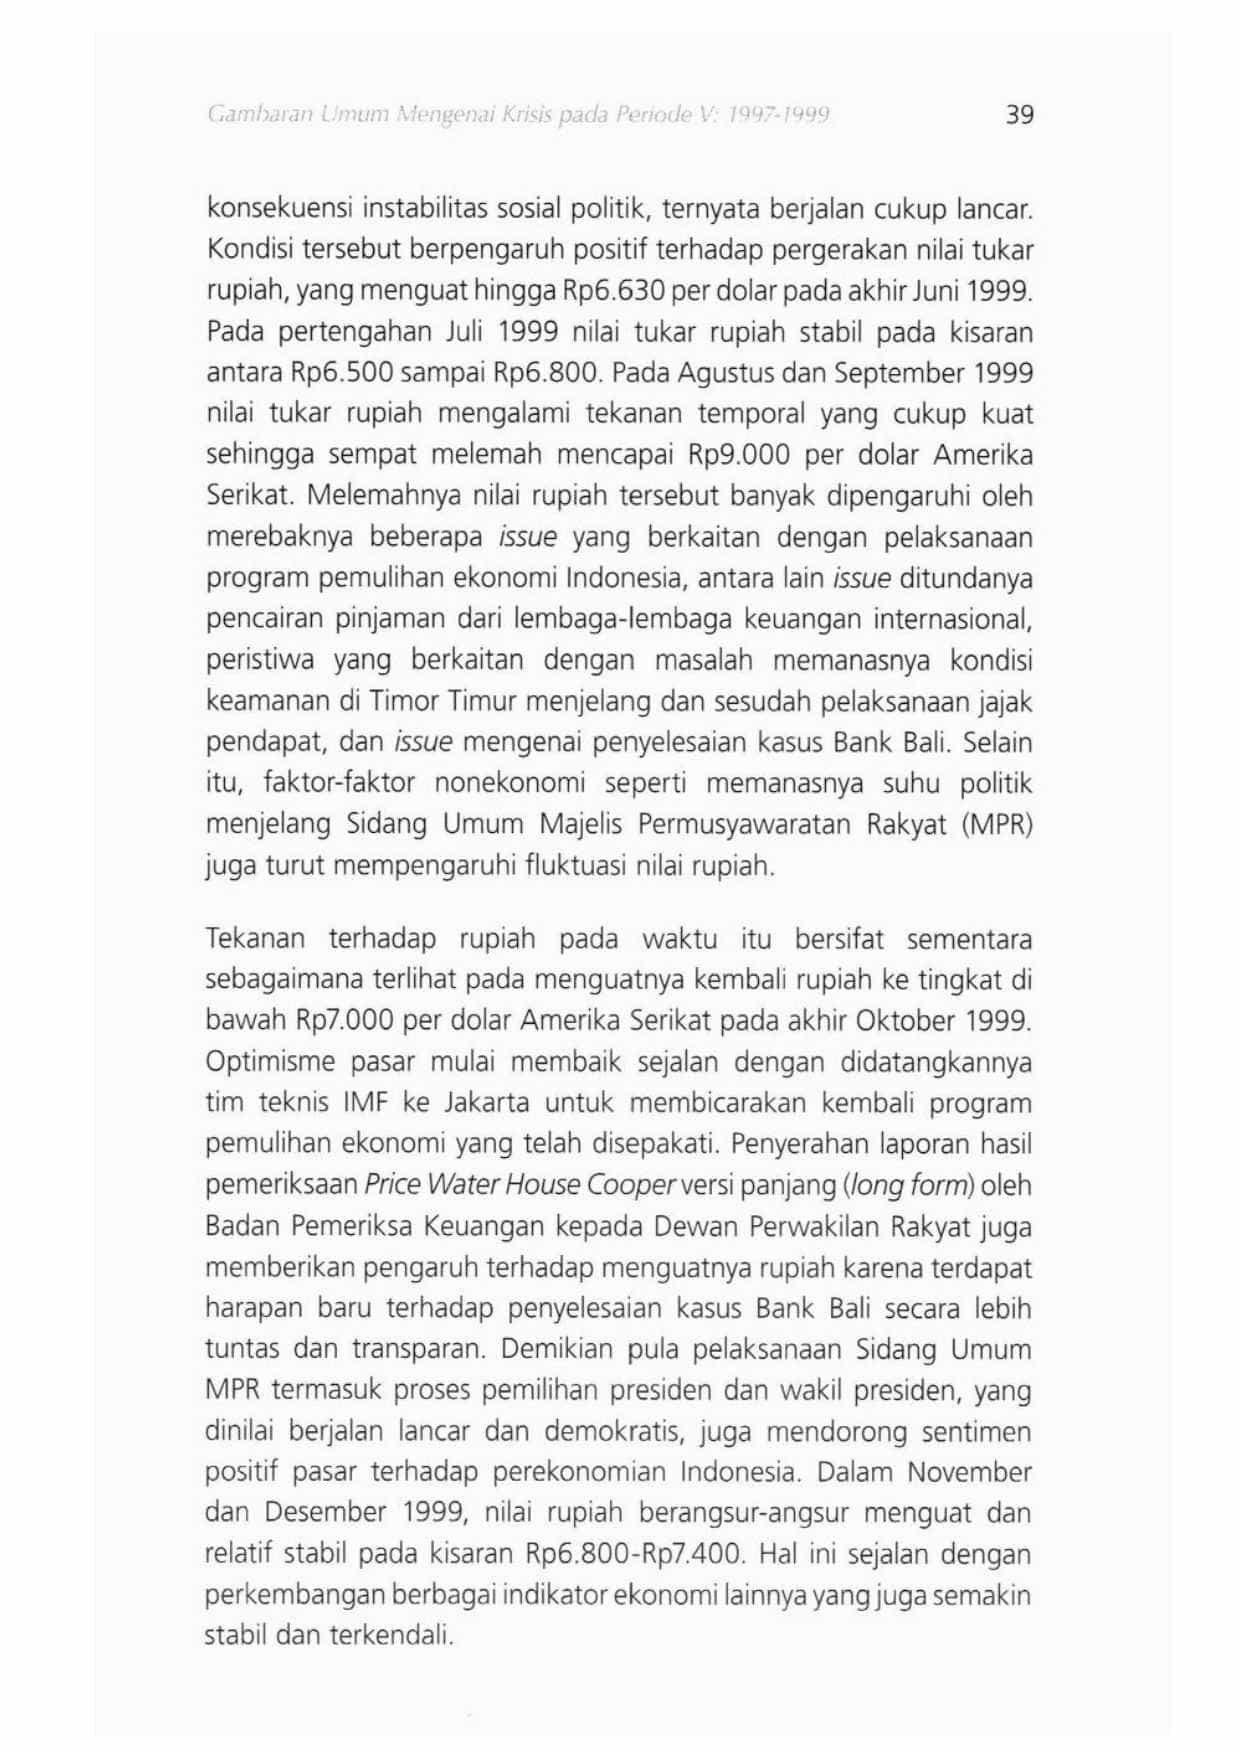 Gambaran Umum Mengenai Krisis pada Periode V: 1997-1999
39
konsekuensi instabilitas sosial politik, ternyata berjalan cukup lancar.
Kondisi tersebut berpengaruh positif terhadap pergerakan nilai tukar
rupiah, yang menguat hingga Rp6.630 per dolar pada akhir Juni 1999.
Pada pertengahan Juli 1999 nilai tukar rupiah stabil pada kisaran
antara Rp6.500 sampai Rp6.800. Pada Agustus dan September 1999
nilai tukar rupiah mengalami tekanan temporal yang cukup kuat
sehingga sempat melemah mencapai Rp9.000 per dolar Amerika
Serikat. Melemahnya nilai rupiah tersebut banyak dipengaruhi oleh
merebaknya beberapa issue yang berkaitan dengan pelaksanaan
program pemulihan ekonomi Indonesia, antara lain issue ditundanya
pencairan pinjaman dari lembaga-lembaga keuangan internasional,
peristiwa yang berkaitan dengan masalah memanasnya kondisi
keamanan di Timor Timur menjelang dan sesudah pelaksanaan jajak
pendapat, dan issue mengenai penyelesaian kasus Bank Bali. Selain
itu, faktor-faktor nonekonomi seperti memanasnya suhu politik
menjelang Sidang Umum Majelis Permusyawaratan Rakyat (MPR)
juga turut mempengaruhi fluktuasi nilai rupiah.
Tekanan terhadap rupiah pada waktu itu bersifat sementara
sebagaimana terlihat pada menguatnya kembali rupiah ke tingkat di
bawah Rp7.000 per dolar Amerika Serikat pada akhir Oktober 1999.
Optimisme pasar mulai membaik sejalan dengan didatangkannya
tim teknis IMF ke Jakarta untuk membicarakan kembali program
pemulihan ekonomi yang telah disepakati. Penyerahan laporan hasil
pemeriksaan Price Water House Cooper versi panjang (long form) oleh
Badan Pemeriksa Keuangan kepada Dewan Perwakilan Rakyat juga
memberikan pengaruh terhadap menguatnya rupiah karena terdapat
harapan baru terhadap penyelesaian kasus Bank Bali secara lebih
tuntas dan transparan. Demikian pula pelaksanaan Sidang Umum
MPR termasuk proses pemilihan presiden dan wakil presiden, yang
dinilai berjalan lancar dan demokratis, juga mendorong sentimen
positif pasar terhadap perekonomian Indonesia. Dalam November
dan Desember 1999, nilai rupiah berangsur-angsur menguat dan
relatif stabil pada kisaran Rp6.800-Rp7.400. Hal ini sejalan dengan
perkembangan berbagai indikator ekonomi lainnya yang juga semakin
stabil dan terkendali.